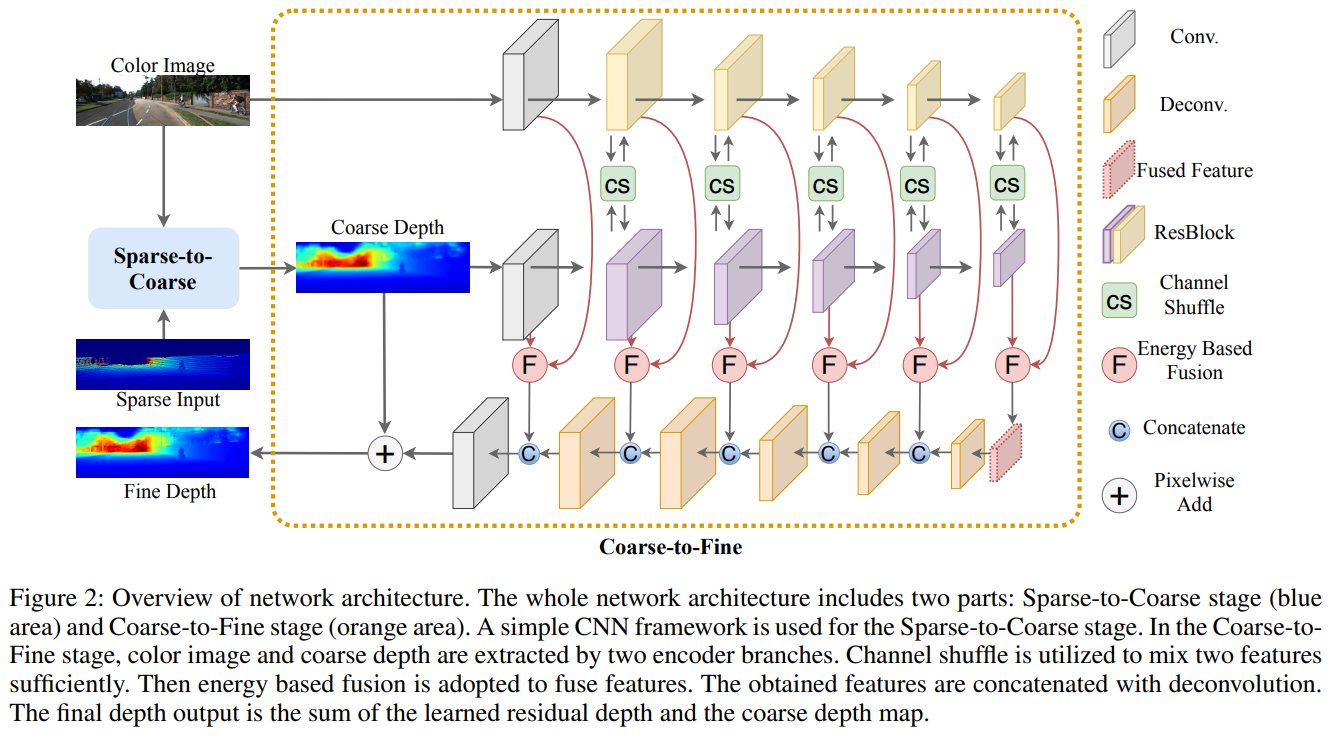 Color Image
Sparse-to-
Coarse
Sparse Input
Fine Depth
Coarse Depth
CS
CS
CS
CS
CS
F
F
F
F
F
F
C
C
C
C
C
+
Coarse-to-Fine
Conv.
Deconv.
Fused Feature
ResBlock
CS
Channel
Shuffle
F
Energy Based
Fusion
C
Concatenate
+
Pixelwise
Add
Figure 2: Overview of network architecture. The whole network architecture includes two parts: Sparse-to-Coarse stage (blue
area) and Coarse-to-Fine stage (orange area). A simple CNN framework is used for the Sparse-to-Coarse stage. In the Coarse-to-
Fine stage, color image and coarse depth are extracted by two encoder branches. Channel shuffle is utilized to mix two features
sufficiently. Then energy based fusion is adopted to fuse features. The obtained features are concatenated with deconvolution.
The final depth output is the sum of the learned residual depth and the coarse depth map.